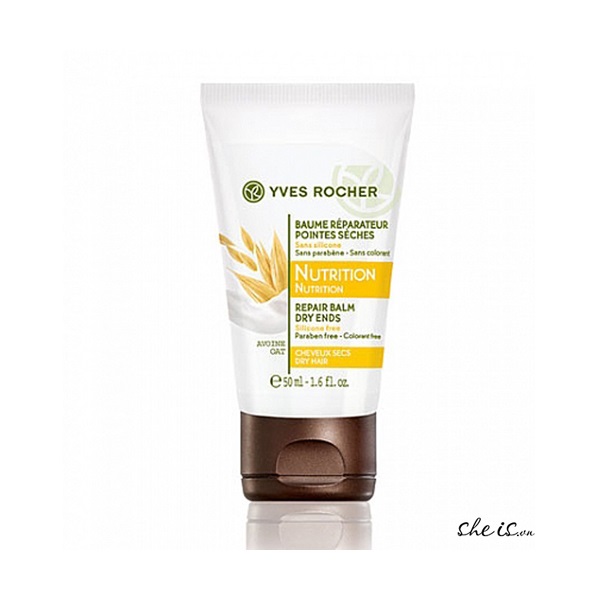 YVES ROCHER
BAUME RÉPARATEUR
POINTES SÈCHES
Sans silicone
Sans parabène - Sans colorant
NUTRITION
NUTRITION
REPAIR BALM
DRY ENDS
Silicone free
Paraben free - Colorant free
AVOINE
OAT
CHEVEUX SECS
DRY HAIR
℮ 50 ml - 1.6 fl. oz.
she is.vn